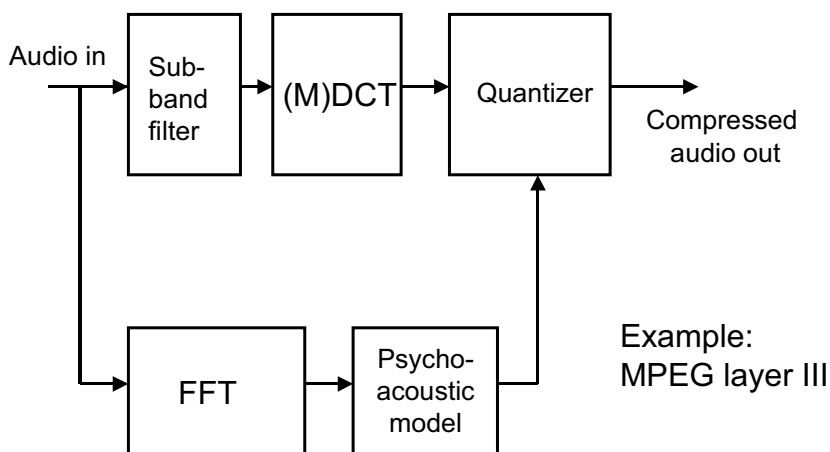 Audio in
Sub-
band
filter
(M)DCT
Quantizer
Compressed
audio out
FFT
Psycho-
acoustic
model
Example:
MPEG layer III